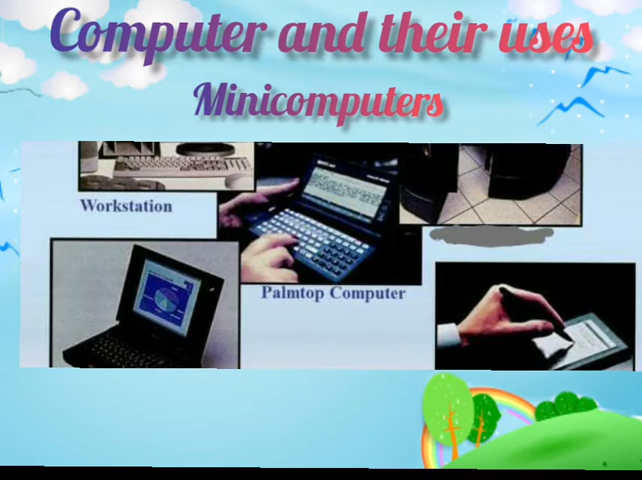 Computer and their uses
Minicomputers
Workstation
Palmtop Computer